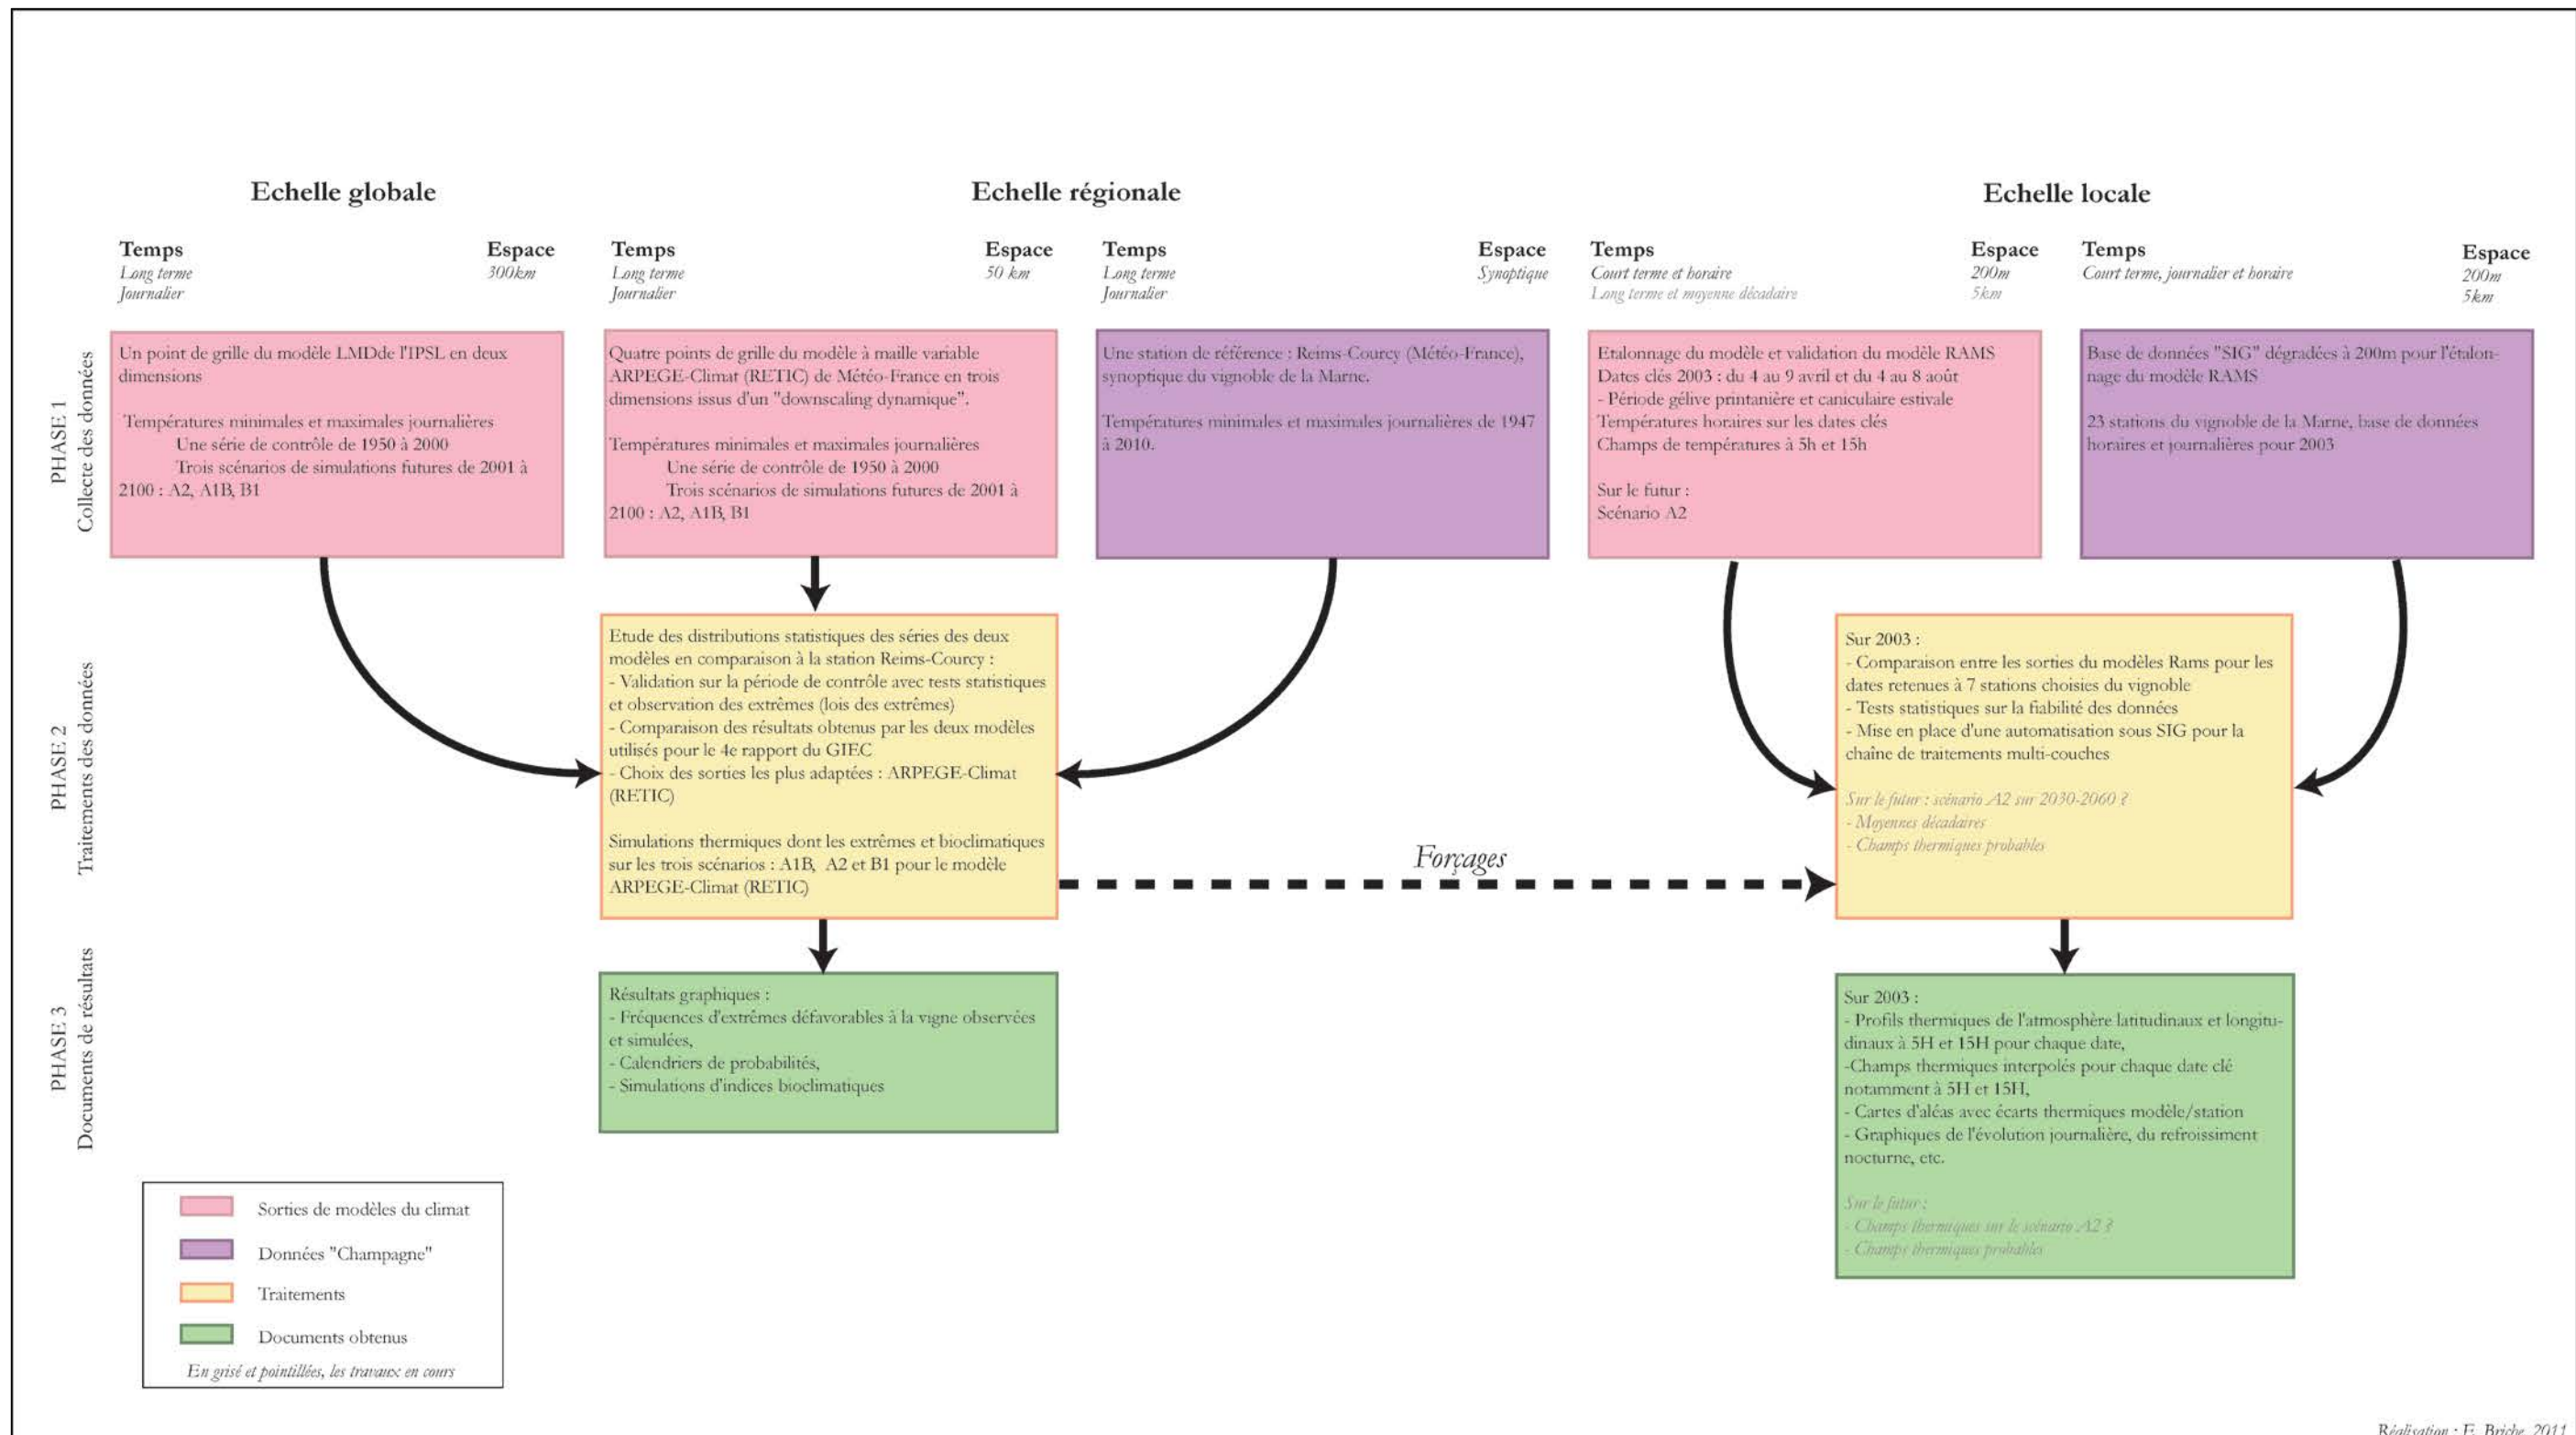 Echelle globale
Echelle régionale
Echelle locale
Temps
Long terme
Journalier
Espace
300km
Temps
Long terme
Journalier
Espace
50 km
Temps
Long terme
Journalier
Espace
Synoptique
Temps
Court terme et horaire
Long terme et moyenne décadaire
Espace
200m
5km
Temps
Court terme, journalier et horaire
Espace
200m
5km
PHASE 1
Collecte des données
Un point de grille du modèle LMDde l'IPSL en deux
dimensions
Températures minimales et maximales journalières
Une série de contrôle de 1950 à 2000
Trois scénarios de simulations futures de 2001 à
2100 : A2, A1B, B1
Quatre points de grille du modèle à maille variable
ARPEGE-Climat (RETIC) de Météo-France en trois
dimensions issus d'un "downscaling dynamique".
Températures minimales et maximales journalières
Une série de contrôle de 1950 à 2000
Trois scénarios de simulations futures de 2001 à
2100 : A2, A1B, B1
Une station de référence : Reims-Courcy (Météo-France),
synoptique du vignoble de la Marne.
Températures minimales et maximales journalières de 1947
à 2010.
Etalonnage du modèle et validation du modèle RAMS
Dates clés 2003 : du 4 au 9 avril et du 4 au 8 août
- Période gélive printanière et caniculaire estivale
Températures horaires sur les dates clés
Champs de températures à 5h et 15h
Sur le futur :
Scénario A2
Base de données "SIG" dégradées à 200m pour l'étalon-
nage du modèle RAMS
23 stations du vignoble de la Marne, base de données
horaires et journalières pour 2003
PHASE 2
Traitements des données
Etude des distributions statistiques des séries des deux
modèles en comparaison à la station Reims-Courcy :
- Validation sur la période de contrôle avec tests statistiques
et observation des extrêmes (lois des extrêmes)
- Comparaison des résultats obtenus par les deux modèles
utilisés pour le 4e rapport du GIEC
- Choix des sorties les plus adaptées : ARPEGE-Climat
(RETIC)
Simulations thermiques dont les extrêmes et bioclimatiques
sur les trois scénarios : A1B, A2 et B1 pour le modèle
ARPEGE-Climat (RETIC)
Forçages
Sur 2003 :
- Comparaison entre les sorties du modèles Rams pour les
dates retenues à 7 stations choisies du vignoble
- Tests statistiques sur la fiabilité des données
- Mise en place d'une automatisation sous SIG pour la
chaîne de traitements multi-couches
Sur le futur : scénario A2 sur 2030-2060 ?
- Moyennes décadaires
- Champs thermiques probables
PHASE 3
Documents de résultats
Résultats graphiques :
- Fréquences d'extrêmes défavorables à la vigne observées
et simulées,
- Calendriers de probabilités,
- Simulations d'indices bioclimatiques
Sur 2003 :
- Profils thermiques de l'atmosphère latitudinaux et longitu-
dinaux à 5H et 15H pour chaque date,
-Champs thermiques interpolés pour chaque date clé
notamment à 5H et 15H,
- Cartes d'aléas avec écarts thermiques modèle/station
- Graphiques de l'évolution journalière, du refroissiment
nocturne, etc.
Sur le futur :
- Champs thermiques sur le scénario A2 ?
- Champs thermiques probables
Sorties de modèles du climat
Données "Champagne"
Traitements
Documents obtenus
En grisé et pointillées, les travaux en cours
Réalisation : E. Briche, 2011